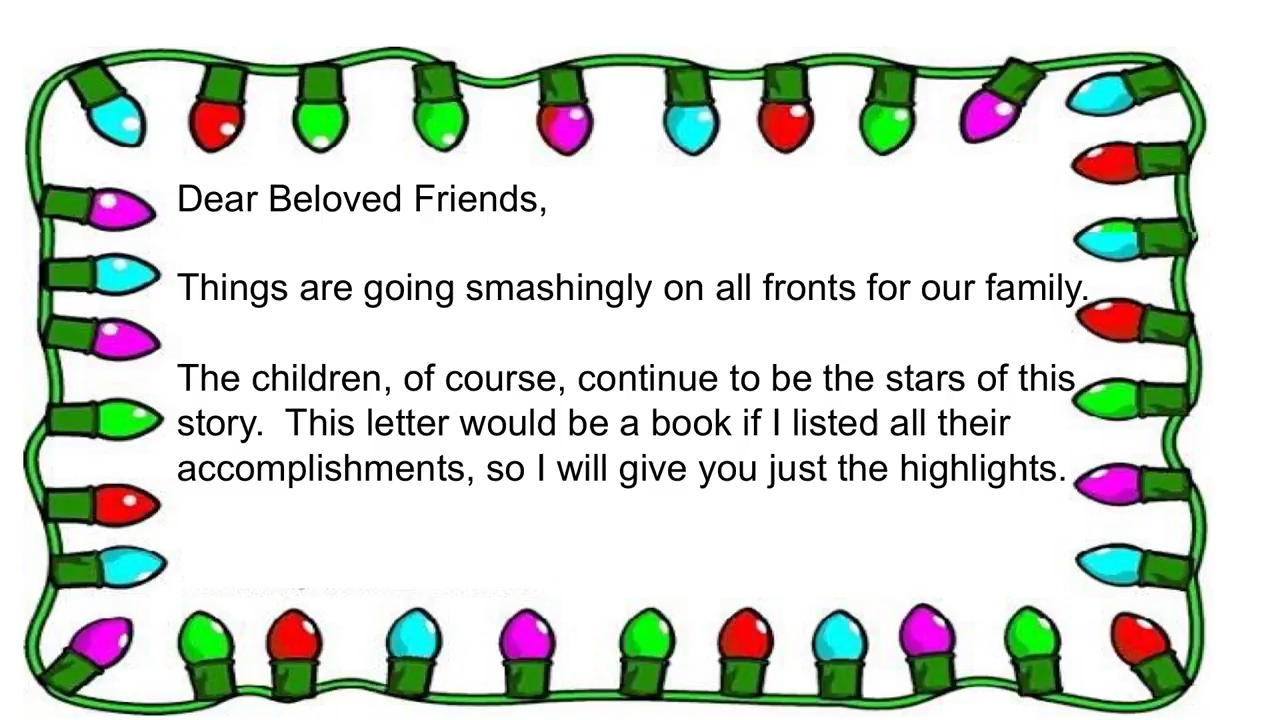 Dear Beloved Friends,
Things are going smashingly on all fronts for our family.
The children, of course, continue to be the stars of this
story.  This letter would be a book if I listed all their
accomplishments, so I will give you just the highlights.